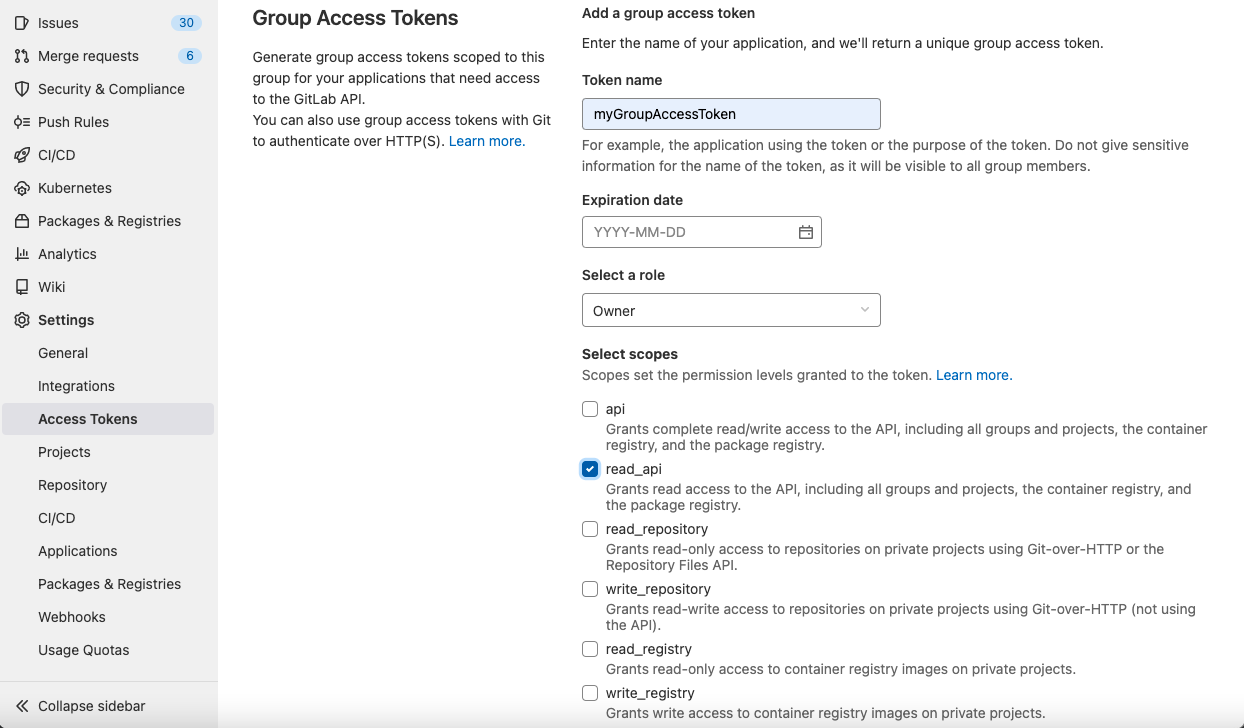 Issues 30
Merge requests 6
Security & Compliance
Push Rules
CI/CD
Kubernetes
Packages & Registries
Analytics
Wiki
Settings
General
Integrations
Access Tokens
Projects
Repository
CI/CD
Applications
Packages & Registries
Webhooks
Usage Quotas
Collapse sidebar
Group Access Tokens
Generate group access tokens scoped to this
group for your applications that need access
to the GitLab API.
You can also use group access tokens with Git
to authenticate over HTTP(S). Learn more.
Add a group access token
Enter the name of your application, and we'll return a unique group access token.
Token name
myGroupAccessToken
For example, the application using the token or the purpose of the token. Do not give sensitive
information for the name of the token, as it will be visible to all group members.
Expiration date
YYYY-MM-DD
Select a role
Owner
Select scopes
Scopes set the permission levels granted to the token. Learn more.
api
Grants complete read/write access to the API, including all groups and projects, the container
registry, and the package registry.
read_api
Grants read access to the API, including all groups and projects, the container registry, and
the package registry.
read_repository
Grants read-only access to repositories on private projects using Git-over-HTTP or the
Repository Files API.
write_repository
Grants read-write access to repositories on private projects using Git-over-HTTP (not using
the API).
read_registry
Grants read-only access to container registry images on private projects.
write_registry
Grants write access to container registry images on private projects.